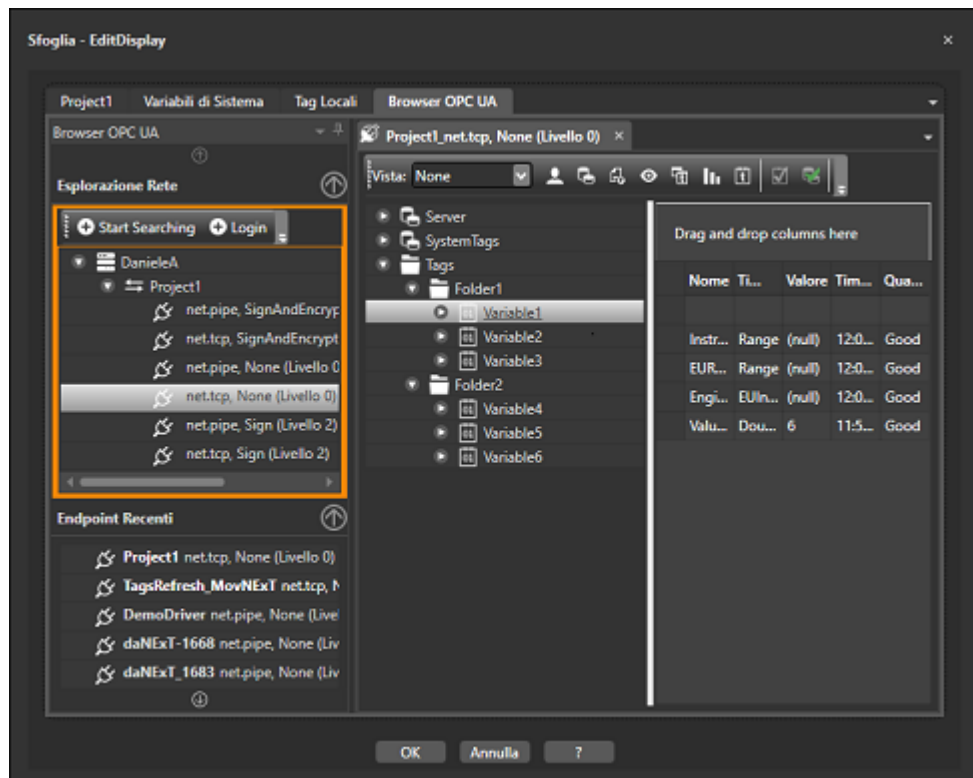 Sfoglia - EditDisplay
Project1 Variabili di Sistema Tag Locali Browser OPC UA
Browser OPC UA
Esplorazione Rete
Start Searching Login
DanieleA
Project1
net.pipe, SignAndEncryp
net.tcp, SignAndEncrypt
net.pipe, None (Livello 0
net.tcp, None (Livello 0)
net.pipe, Sign (Livello 2)
net.tcp, Sign (Livello 2)
Endpoint Recenti
Project1 net.tcp, None (Livello 0)
TagsRefresh_MovNExT net.tcp, N
DemoDriver net.pipe, None (Live
daNExT-1668 net.pipe, None (Liv
daNExT_1683 net.pipe, None (Liv
Project1_net.tcp, None (Livello 0)
Vista: None
Server
SystemTags
Tags
Folder1
Variable1
Variable2
Variable3
Folder2
Variable4
Variable5
Variable6
Drag and drop columns here
Nome Ti... Valore Tim... Qua...
Instr... Range (null) 12:0... Good
EUR... Range (null) 12:0... Good
Engi... EUIn... (null) 12:0... Good
Valu... Dou... 6 11:5... Good
OK Annulla ?